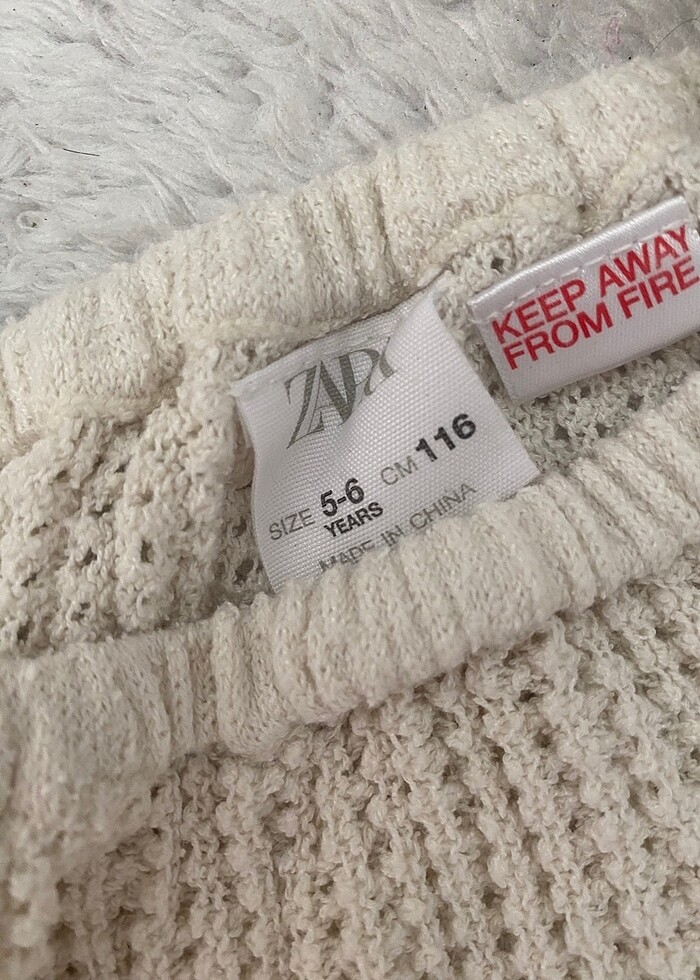 ZARA
SIZE 5-6 CM 116
YEARS
MADE IN CHINA
KEEP AWAY
FROM FIRE